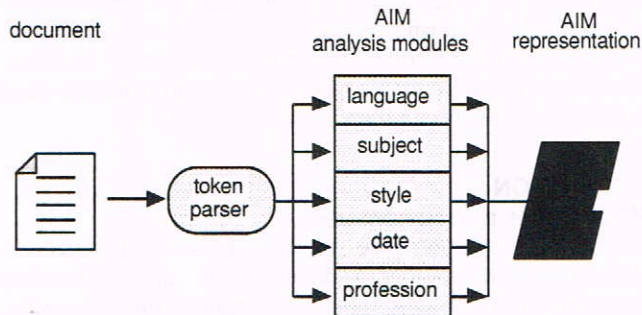 document
AIM
analysis modules
AIM
representation
token
parser
language
subject
style
date
profession